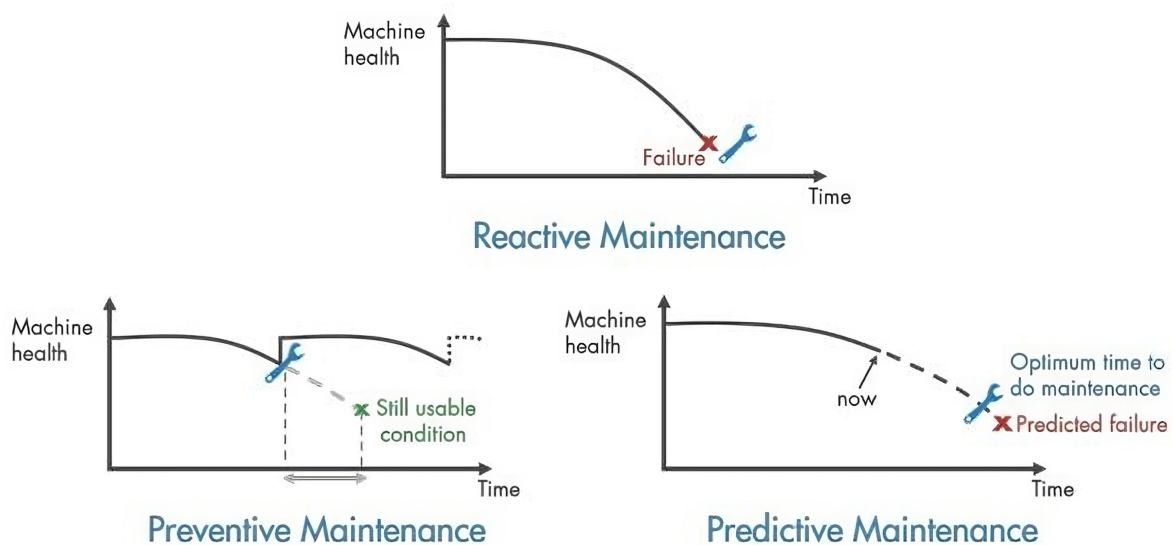 Machine
health
Failure
Time
Reactive Maintenance
Machine
health
Still usable
condition
Time
Preventive Maintenance
Machine
health
now
Optimum time to
do maintenance
Predicted failure
Time
Predictive Maintenance